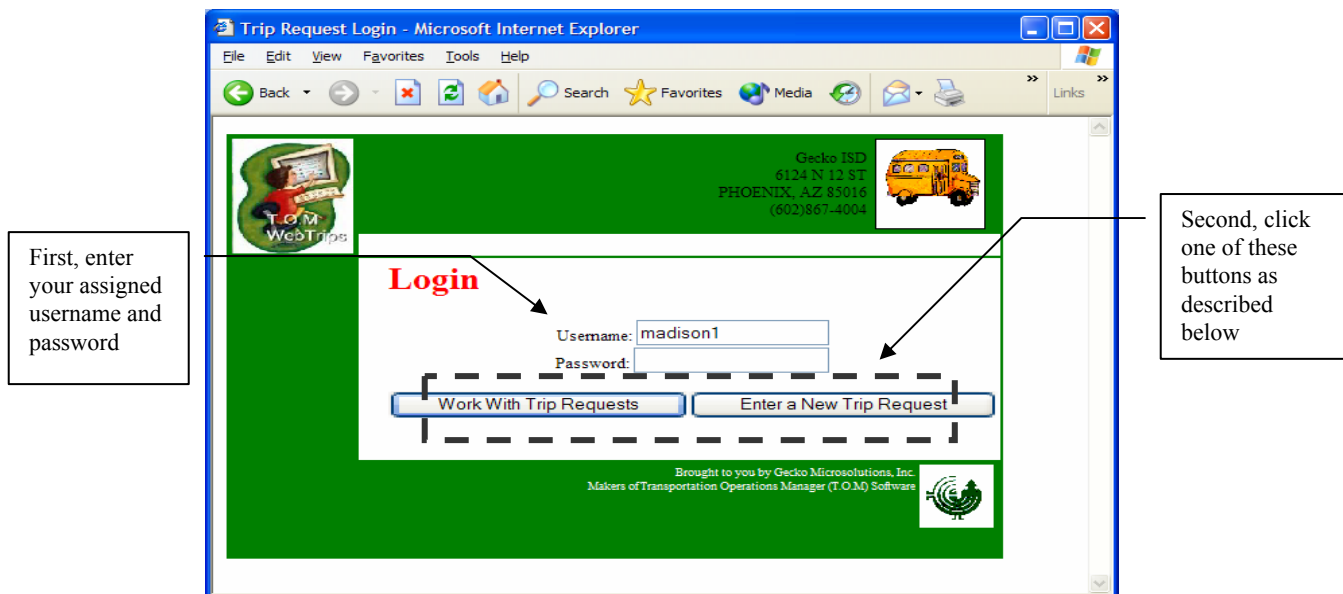 Trip Request Login - Microsoft Internet Explorer
File Edit View Favorites Tools Help
Back Search Favorites Media Links
T.O.M
WebTrips
Gecko ISD
6124 N 12 ST
PHOENIX, AZ 85016
(602)867-4004
First, enter
your assigned
username and
password
Second, click
one of these
buttons as
described
below
Login
Username: madison1
Password:
Work With Trip Requests Enter a New Trip Request
Brought to you by Gecko Microsolutions, Inc.
Makers of Transportation Operations Manager (T.O.M) Software